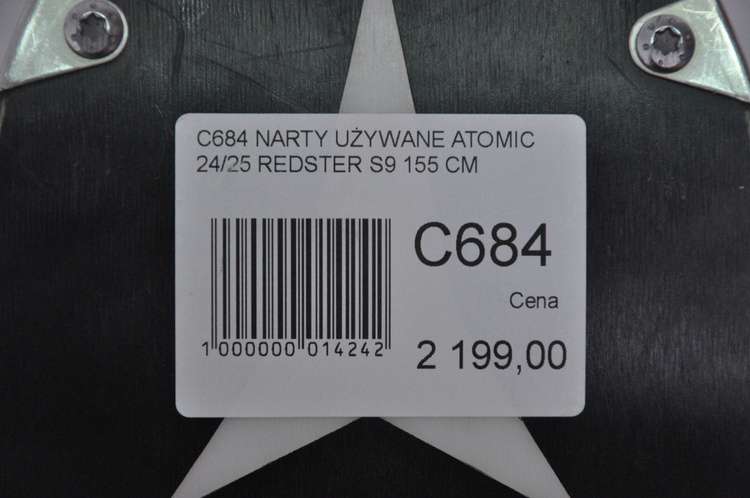 C684 NARTY UŻYWANE ATOMIC
24/25 REDSTER S9 155 CM
C684
Cena
2 199,00
1 000000 014242